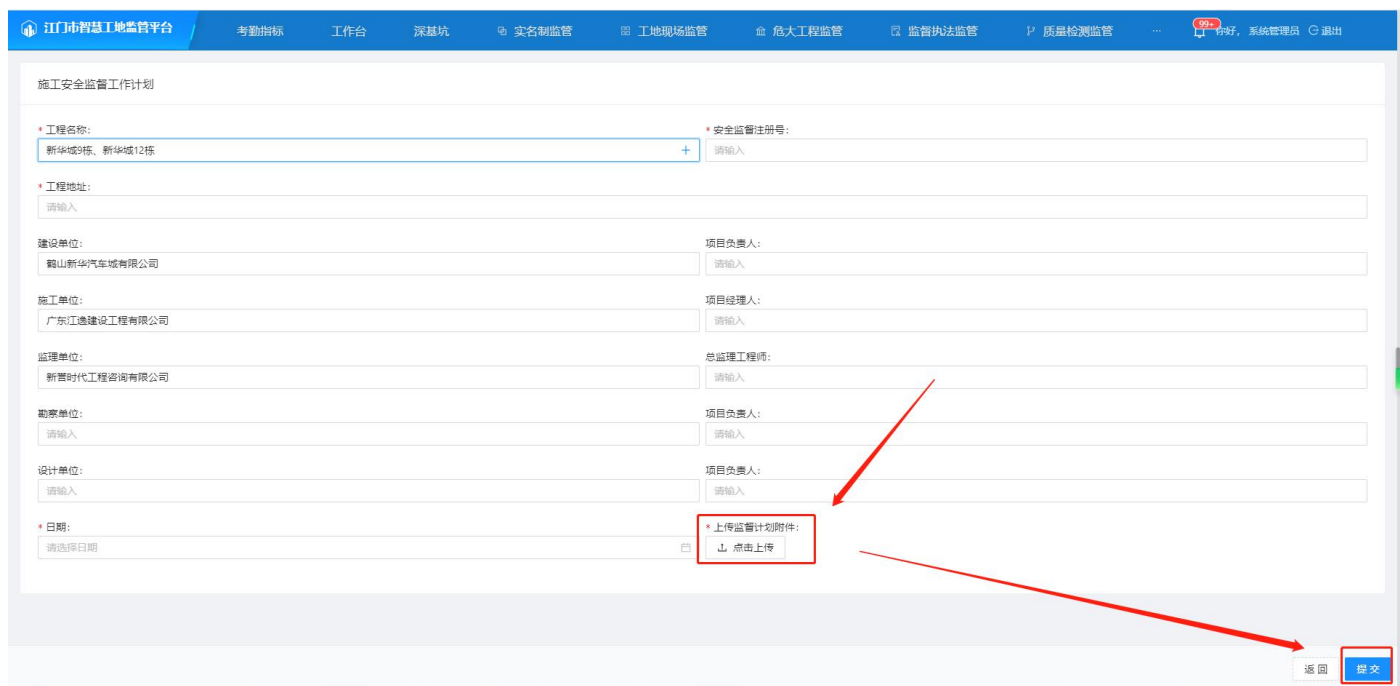 江门市智慧工地监管平台 考勤指标 工作台 深基坑 实名制监管 工地现场监管 危大工程监管 监督执法监管 质量检测监管 ... 99+ 你好, 系统管理员 退出
施工安全监督工作计划
* 工程名称: * 安全监督注册号:
新华城9栋、新华城12栋 + 请输入
* 工程地址:
请输入
建设单位: 项目负责人:
鹤山新华汽车城有限公司 请输入
施工单位: 项目经理人:
广东江逸建设工程有限公司 请输入
监理单位: 总监理工程师:
新誉时代工程咨询有限公司 请输入
勘察单位: 项目负责人:
请输入 请输入
设计单位: 项目负责人:
请输入 请输入
* 日期: * 上传监督计划附件:
请选择日期 点击上传
返回 提交